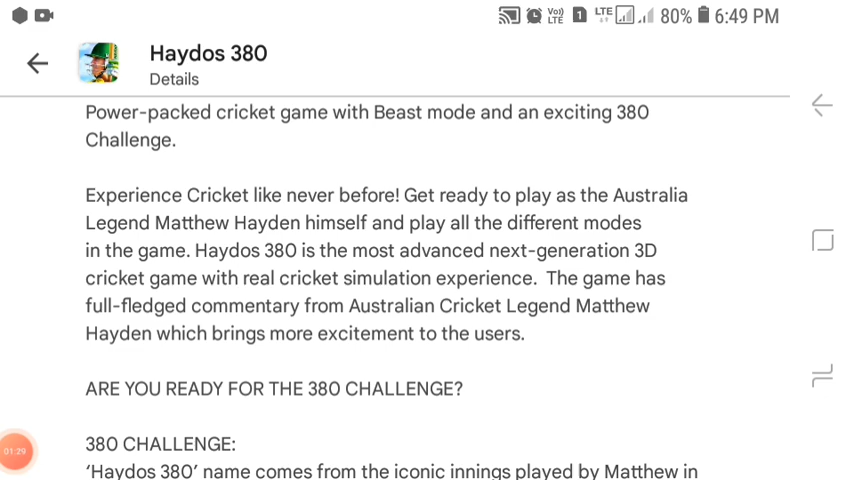 Vo)) LTE 1 LTE 80% 6:49 PM
Haydos 380
Details
Power-packed cricket game with Beast mode and an exciting 380
Challenge.
Experience Cricket like never before! Get ready to play as the Australia
Legend Matthew Hayden himself and play all the different modes
in the game. Haydos 380 is the most advanced next-generation 3D
cricket game with real cricket simulation experience.  The game has
full-fledged commentary from Australian Cricket Legend Matthew
Hayden which brings more excitement to the users.
ARE YOU READY FOR THE 380 CHALLENGE?
380 CHALLENGE:
‘Haydos 380’ name comes from the iconic innings played by Matthew in
01:29